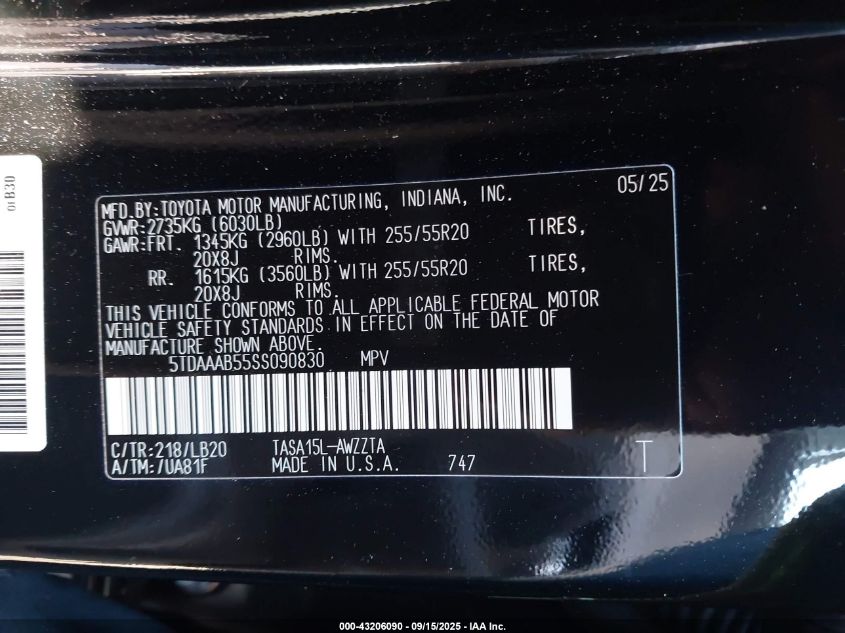 0rB30
MFD.BY:TOYOTA MOTOR MANUFACTURING, INDIANA, INC. 05/25
GVWR:2735KG (6030LB)
GAWR:FRT. 1345KG (2960LB) WITH 255/55R20 TIRES,
20X8J RIMS.
RR. 1615KG (3560LB) WITH 255/55R20 TIRES,
20X8J RIMS.
THIS VEHICLE CONFORMS TO ALL APPLICABLE FEDERAL MOTOR
VEHICLE SAFETY STANDARDS IN EFFECT ON THE DATE OF
MANUFACTURE SHOWN ABOVE.
5TDAAAB55SS090830 MPV
C/TR:218/LB20 TASA15L-AWZZTA
A/TM:/UA81F MADE IN U.S.A. 747 T
000-43206090 - 09/15/2025 - IAA Inc.